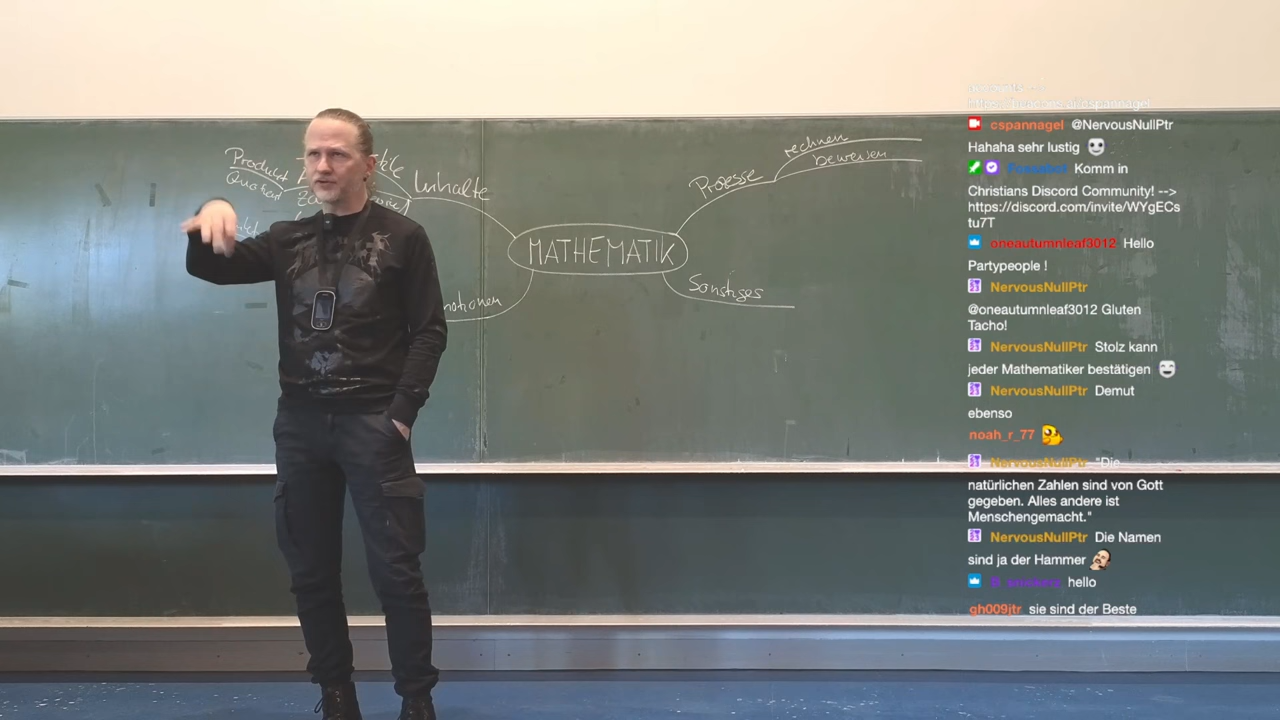 Produkt
Quotient
Inhalte
MATHEMATIK
Prozesse
rechnen
beweisen
Sonstiges
cspannagel @NervousNullPtr
Hahaha sehr lustig
Komm in
Christians Discord Community! -->
https://discord.com/invite/WYgECs
tu7T
oneautumnleaf3012 Hello
Partypeople !
NervousNullPtr
@oneautumnleaf3012 Gluten
Tacho!
NervousNullPtr Stolz kann
jeder Mathematiker bestätigen
NervousNullPtr Demut
ebenso
noah_r_77
NervousNullPtr "Die
natürlichen Zahlen sind von Gott
gegeben. Alles andere ist
Menschengemacht."
NervousNullPtr Die Namen
sind ja der Hammer
hello
qh009jtr sie sind der Beste